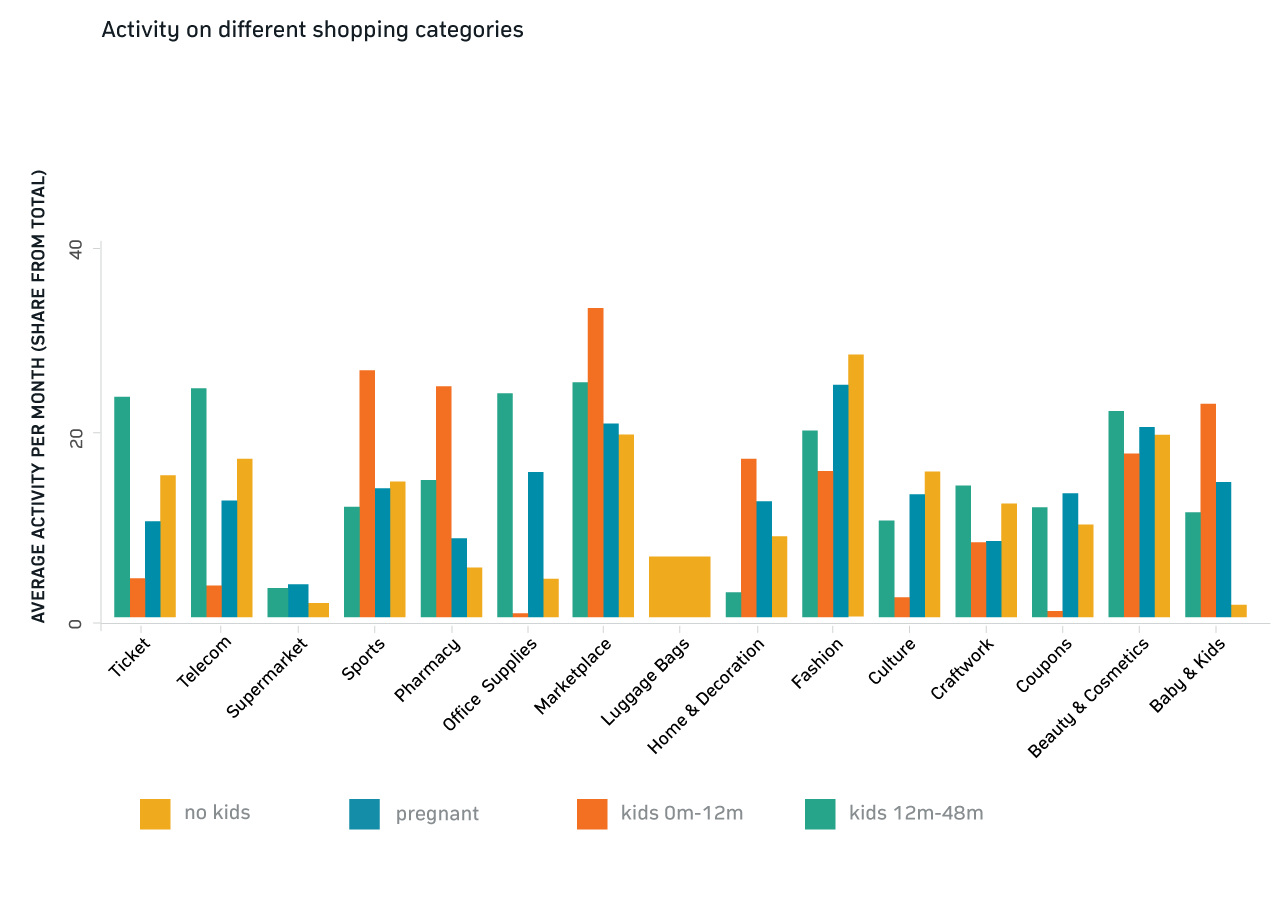 Activity on different shopping categories
AVERAGE ACTIVITY PER MONTH (SHARE FROM TOTAL)
40
20
0
Ticket
Telecom
Supermarket
Sports
Pharmacy
Office Supplies
Marketplace
Luggage Bags
Home & Decoration
Fashion
Culture
Craftwork
Coupons
Beauty & Cosmetics
Baby & Kids
no kids
pregnant
kids 0m-12m
kids 12m-48m